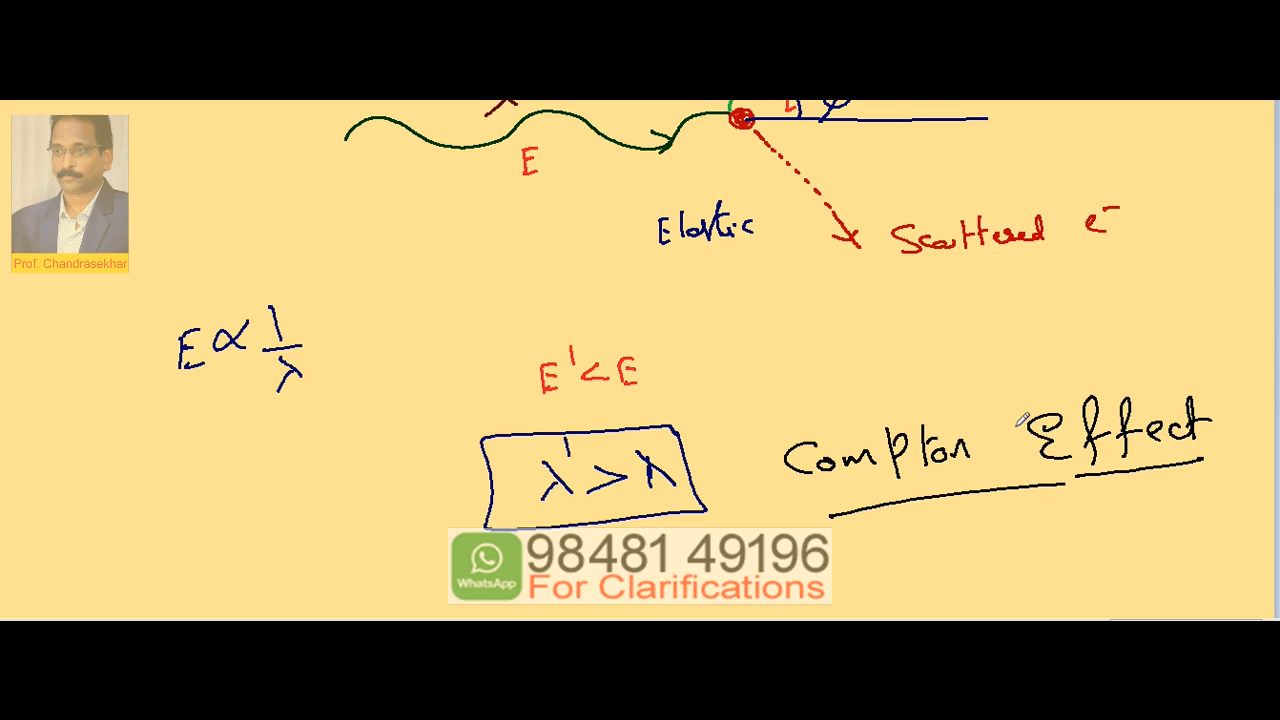 λ
φ
E
Elastic
Scattered e⁻
Prof. Chandrasekhar
E ∝ 1/λ
E' < E
λ' > λ
Compton Effect
WhatsApp
98481 49196
For Clarifications